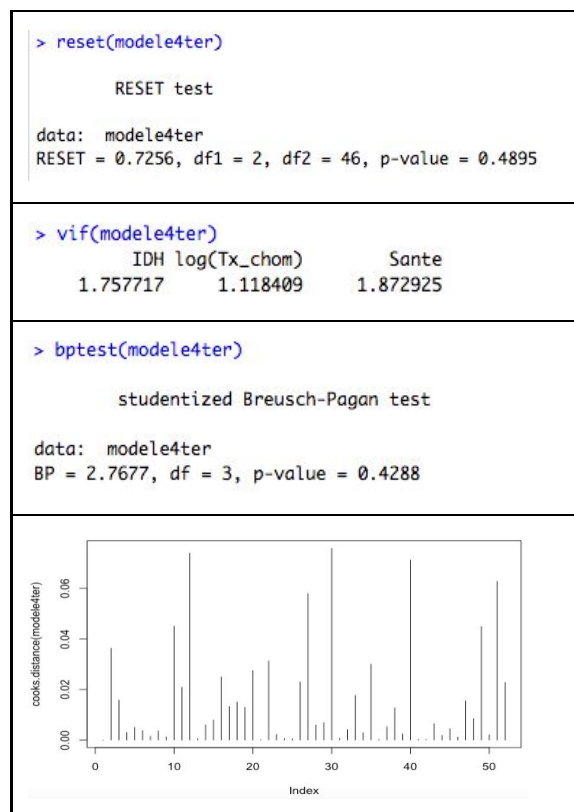 > reset(modele4ter)
RESET test
data: modele4ter
RESET = 0.7256, df1 = 2, df2 = 46, p-value = 0.4895
> vif(modele4ter)
IDH log(Tx_chom) Sante
1.757717 1.118409 1.872925
> bptest(modele4ter)
studentized Breusch-Pagan test
data: modele4ter
BP = 2.7677, df = 3, p-value = 0.4288
cooks.distance(modele4ter)
0.06
0.04
0.02
0.00
0 10 20 30 40 50
Index